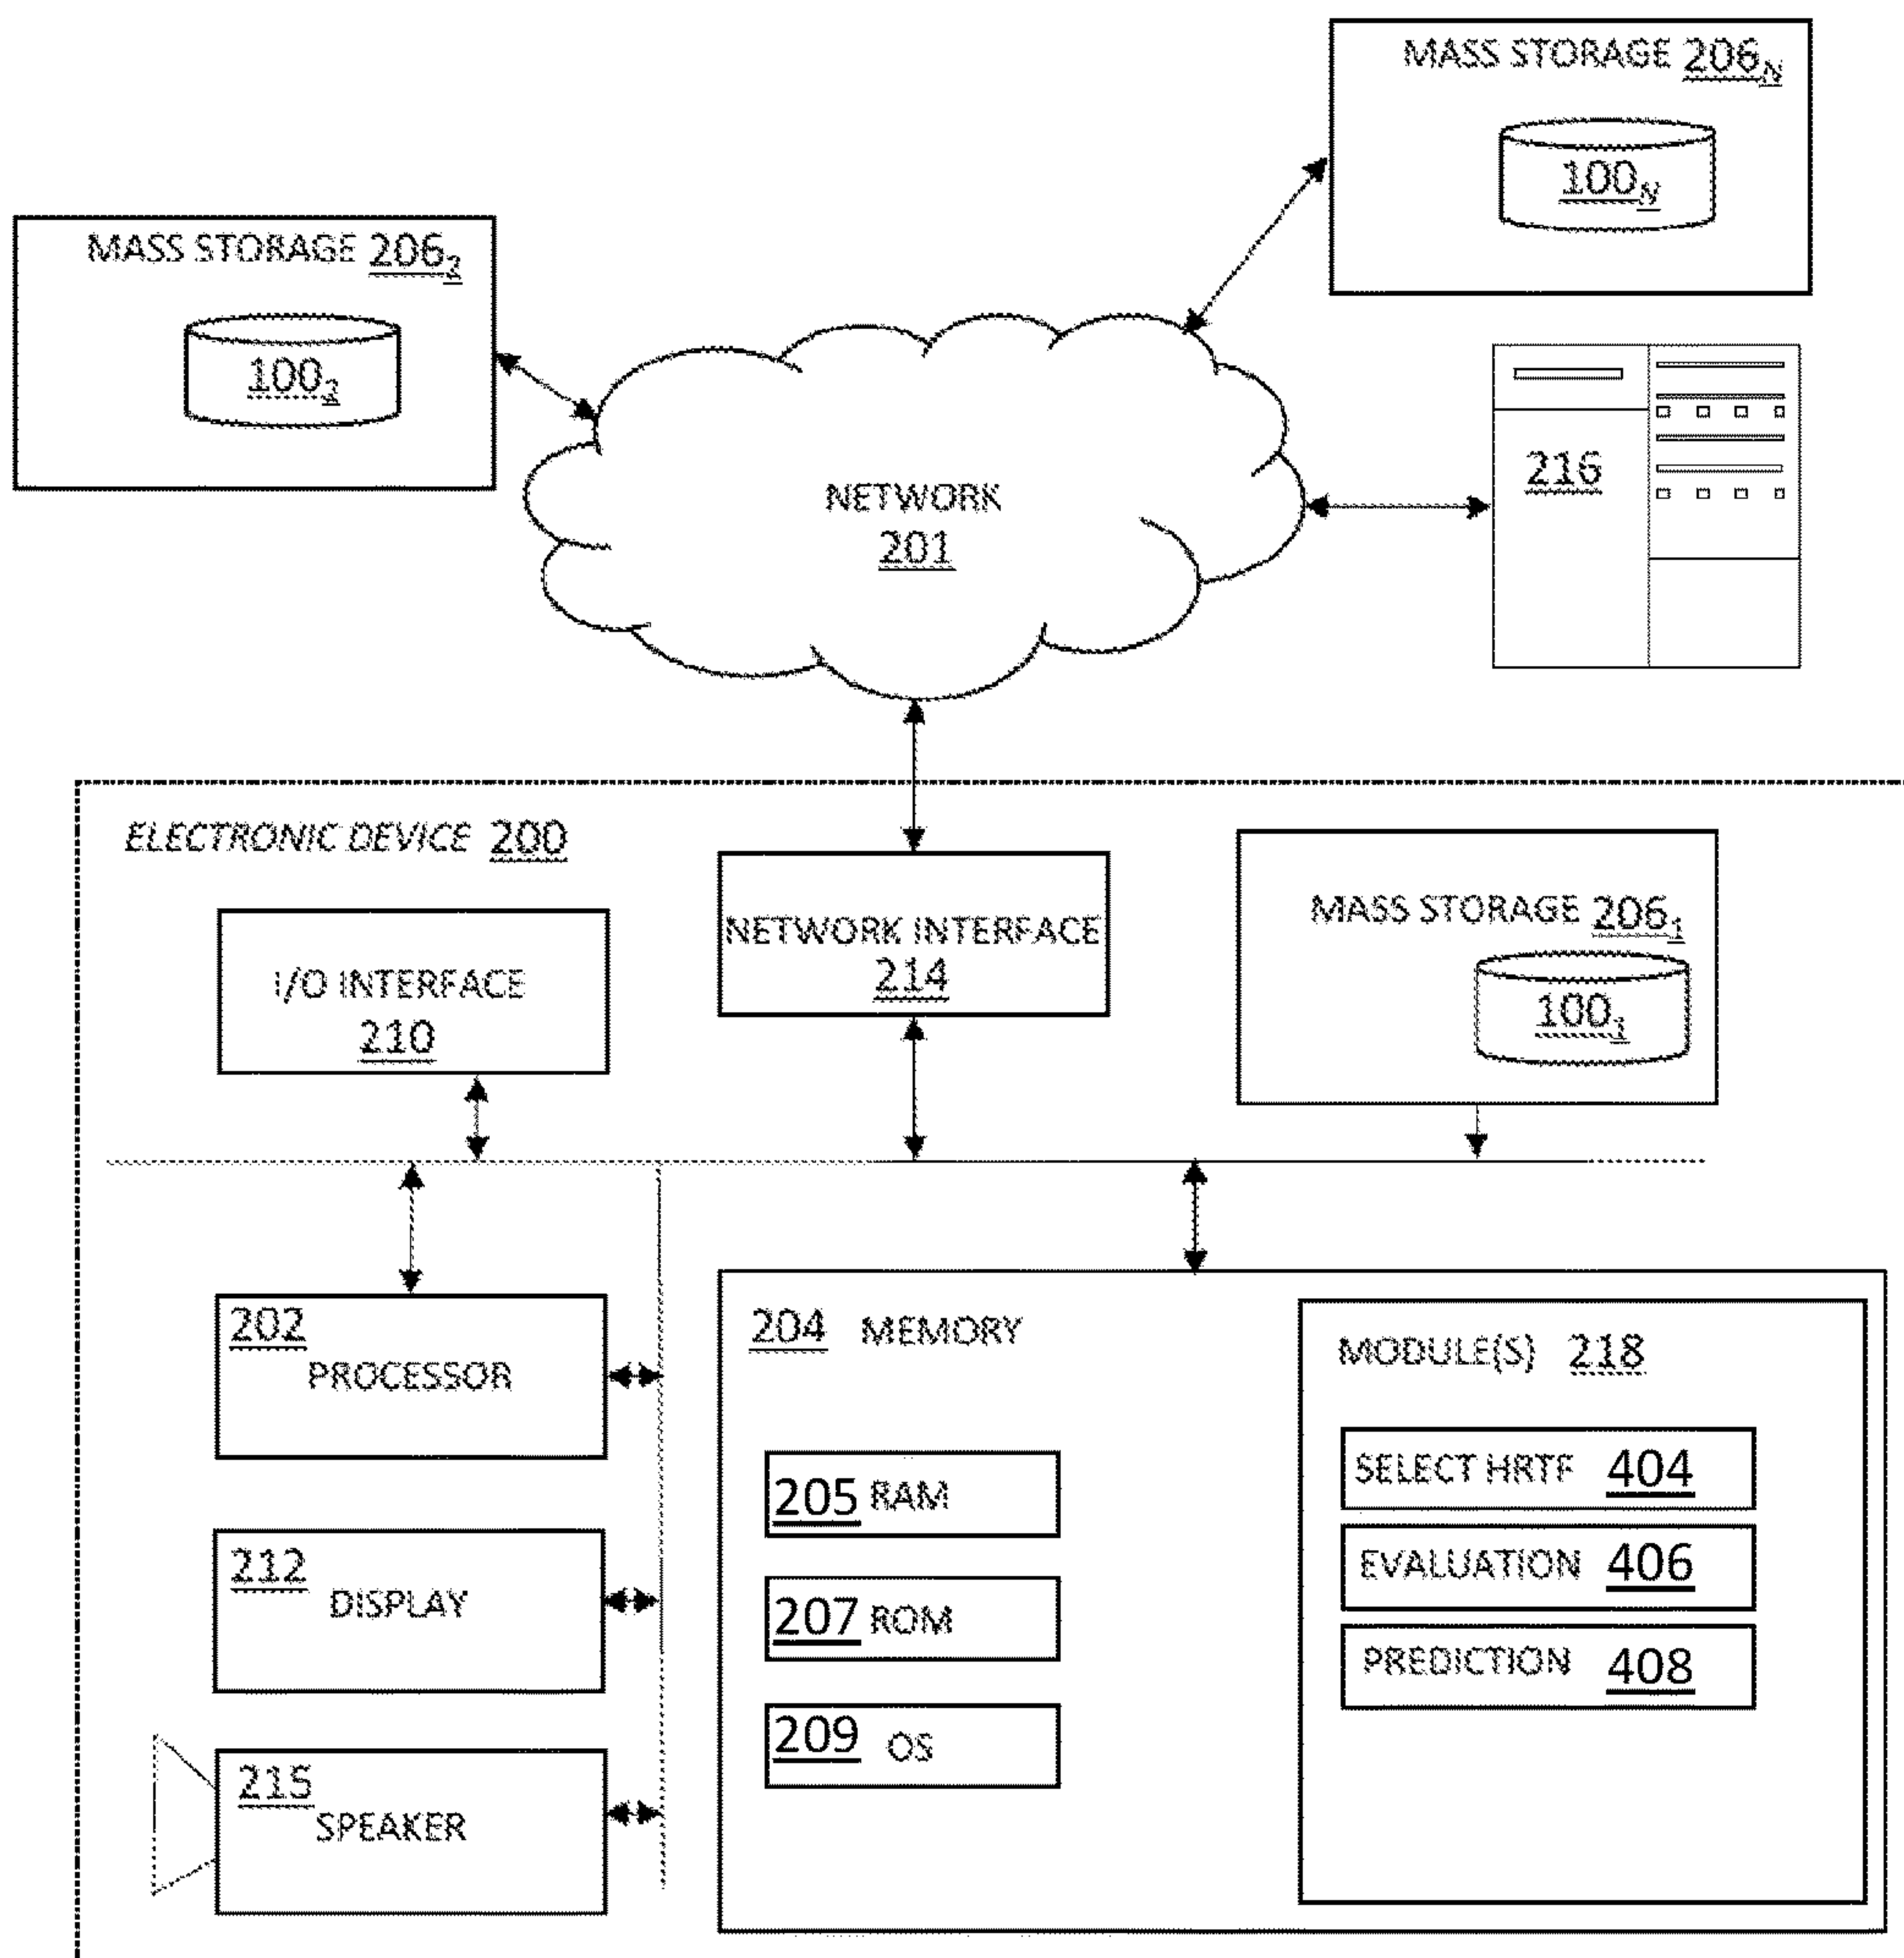 MASS STORAGE 206N
100N
MASS STORAGE 2062
1002
NETWORK
201
216
ELECTRONIC DEVICE 200
NETWORK INTERFACE
214
MASS STORAGE 2061
1001
I/O INTERFACE
210
202
PROCESSOR
212
DISPLAY
215
SPEAKER
204 MEMORY
205 RAM
207 ROM
209 OS
MODULE(S) 218
SELECT HRTF 404
EVALUATION 406
PREDICTION 408